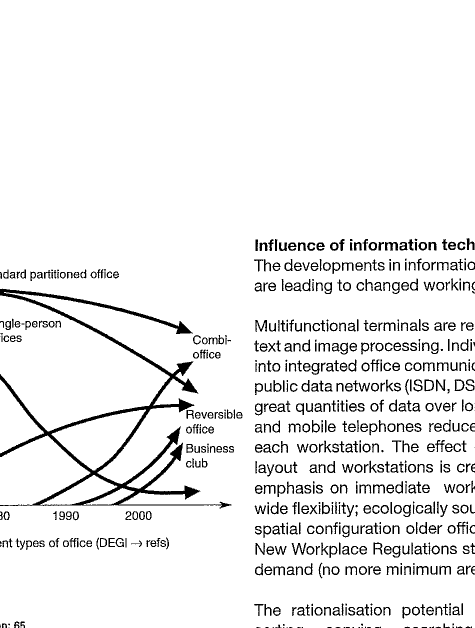 ndard partitioned office
ngle-person
ices
Combi-
office
Reversible
office
Business
club
80
1990
2000
ent types of office (DEGI → refs)
on: 65
Influence of information tech
The developments in informatio
are leading to changed working
Multifunctional terminals are re
text and image processing. Indiv
into integrated office communic
public data networks (ISDN, DS
great quantities of data over lo
and mobile telephones reduce
each workstation. The effect
layout and workstations is cre
emphasis on immediate work
wide flexibility; ecologically sou
spatial configuration older offic
New Workplace Regulations st
demand (no more minimum are
The rationalisation potential
sorting, copying, searching